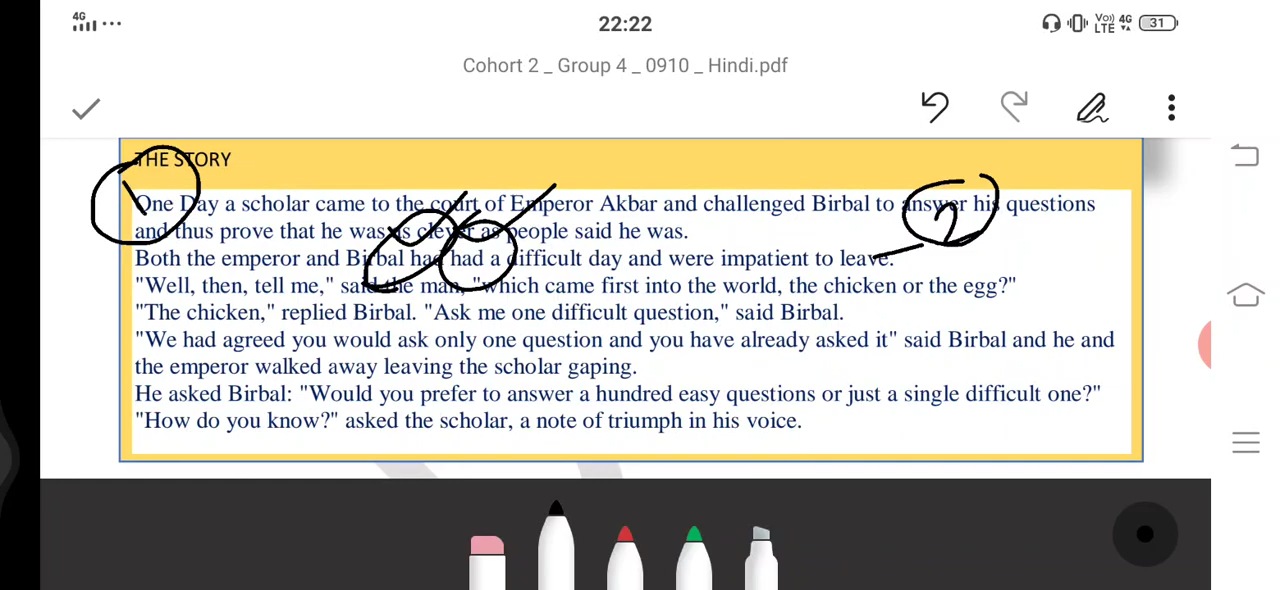 4G ...
22:22
Vo)) LTE 4G 31
Cohort 2 _ Group 4 _ 0910 _ Hindi.pdf
THE STORY
1
2
One Day a scholar came to the court of Emperor Akbar and challenged Birbal to answer his questions
and thus prove that he was as clever as people said he was.
Both the emperor and Birbal had had a difficult day and were impatient to leave.
"Well, then, tell me," said the man, "which came first into the world, the chicken or the egg?"
"The chicken," replied Birbal. "Ask me one difficult question," said Birbal.
"We had agreed you would ask only one question and you have already asked it" said Birbal and he and
the emperor walked away leaving the scholar gaping.
He asked Birbal: "Would you prefer to answer a hundred easy questions or just a single difficult one?"
"How do you know?" asked the scholar, a note of triumph in his voice.